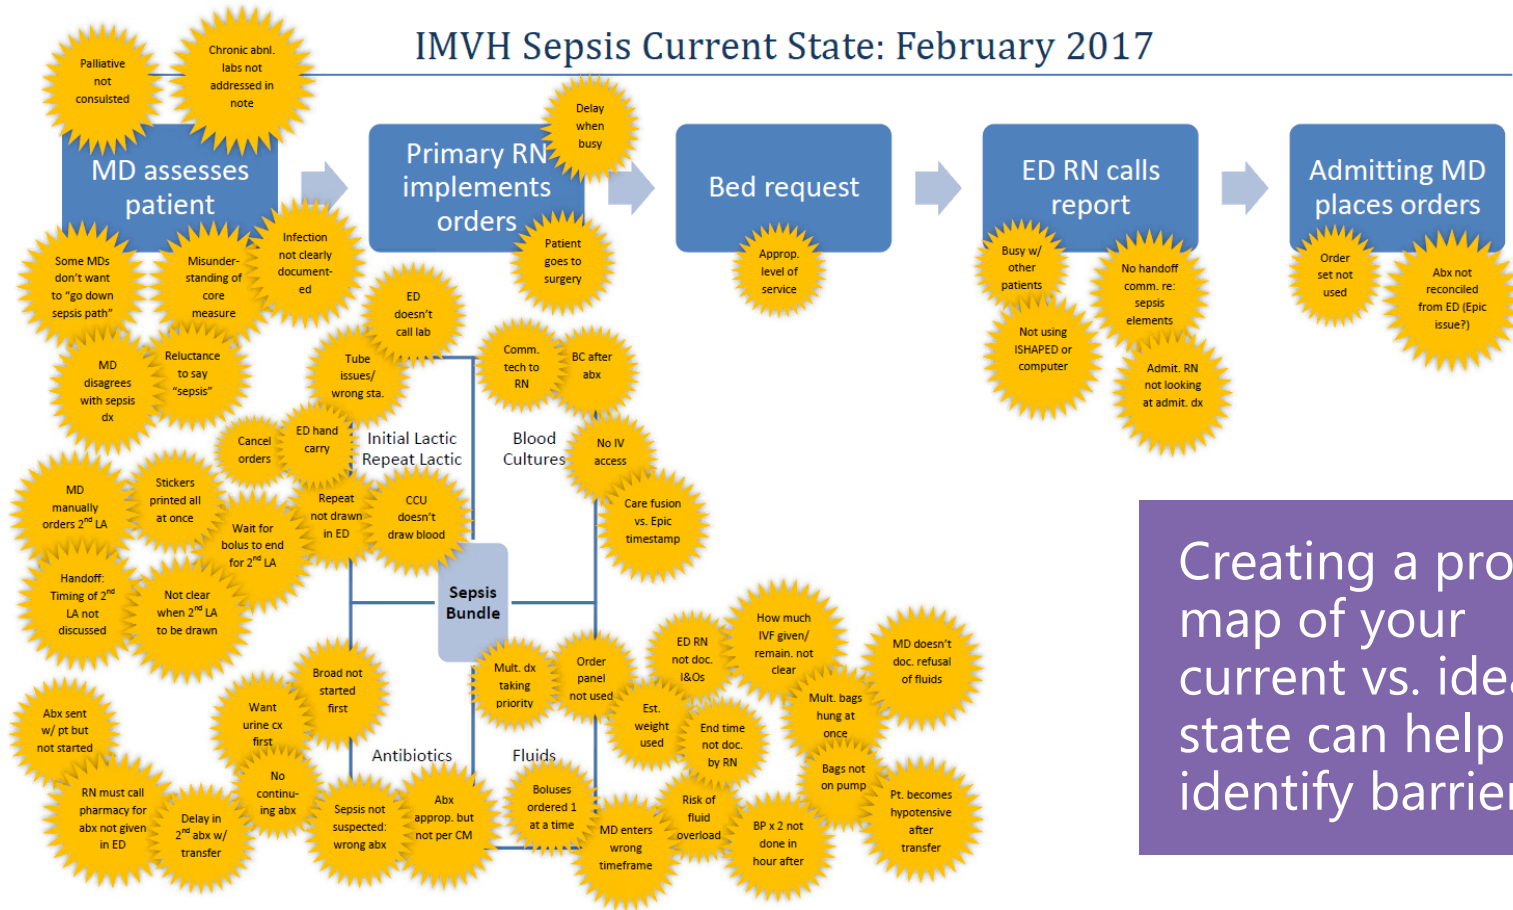 IMVH Sepsis Current State: February 2017
Palliative
not
consulsted
Chronic abnl.
labs not
addressed in
note
MD assesses
patient
Primary RN
implements
orders
Delay
when
busy
Bed request
ED RN calls
report
Admitting MD
places orders
Some MDs
don't want
to "go down
sepsis path"
Misunder-
standing of
core
measure
Infection
not clearly
document-
ed
Patient
goes to
surgery
Approp.
level of
service
Busy w/
other
patients
No handoff
comm. re:
sepsis
elements
Not using
ISHAPED or
computer
Admit. RN
not looking
at admit. dx
Order
set not
used
Abx not
reconciled
from ED (Epic
issue?)
MD
disagrees
with sepsis
dx
Reluctance
to say
"sepsis"
ED
doesn't
call lab
Tube
issues/
wrong sta.
Comm.
tech to
RN
BC after
abx
Cancel
orders
ED hand
carry
Initial Lactic
Repeat Lactic
Blood
Cultures
No IV
access
MD
manually
orders 2nd LA
Stickers
printed all
at once
Wait for
bolus to end
for 2nd LA
Repeat
not drawn
in ED
CCU
doesn't
draw blood
Care fusion
vs. Epic
timestamp
Handoff:
Timing of 2nd
LA not
discussed
Not clear
when 2nd LA
to be drawn
Sepsis
Bundle
Broad not
started
first
Mult. dx
taking
priority
Order
panel
not used
ED RN
not doc.
I&Os
How much
IVF given/
remain. not
clear
MD doesn't
doc. refusal
of fluids
Abx sent
w/ pt but
not started
Want
urine cx
first
Est.
weight
used
End time
not doc.
by RN
Mult. bags
hung at
once
Antibiotics
Fluids
RN must call
pharmacy for
abx not given
in ED
Delay in
2nd abx w/
transfer
No
continu-
ing abx
Sepsis not
suspected:
wrong abx
Abx
approp. but
not per CM
Boluses
ordered 1
at a time
MD enters
wrong
timeframe
Risk of
fluid
overload
BP x 2 not
done in
hour after
Bags not
on pump
Pt. becomes
hypotensive
after
transfer
Creating a pro
map of your
current vs. idea
state can help
identify barrier